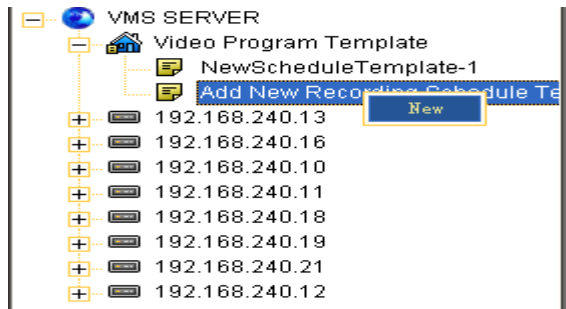 VMS SERVER
Video Program Template
NewScheduleTemplate-1
Add New Recording Schedule Te
New
192.168.240.13
192.168.240.16
192.168.240.10
192.168.240.11
192.168.240.18
192.168.240.19
192.168.240.21
192.168.240.12